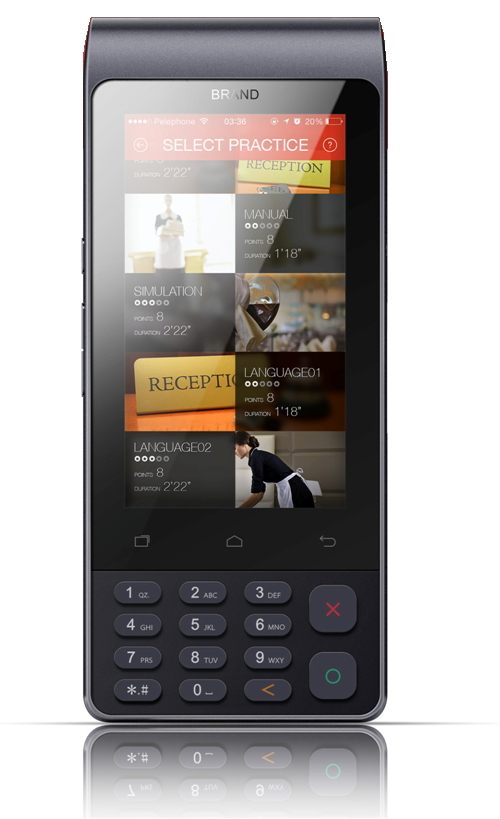 BRAND
Pelephone 03:36 20%
SELECT PRACTICE ?
8
DURATION 2'22"
RECEPTION
MANUAL
POINTS 8
DURATION 1'18"
SIMULATION
POINTS 8
DURATION 2'22"
RECEPTI
LANGUAGE01
POINTS 8
DURATION 1'18"
LANGUAGE02
POINTS 8
DURATION 2'22"
1 QZ. 2 ABC 3 DEF
4 GHI 5 JKL 6 MNO
7 PRS 8 TUV 9 WXY
*.# 0